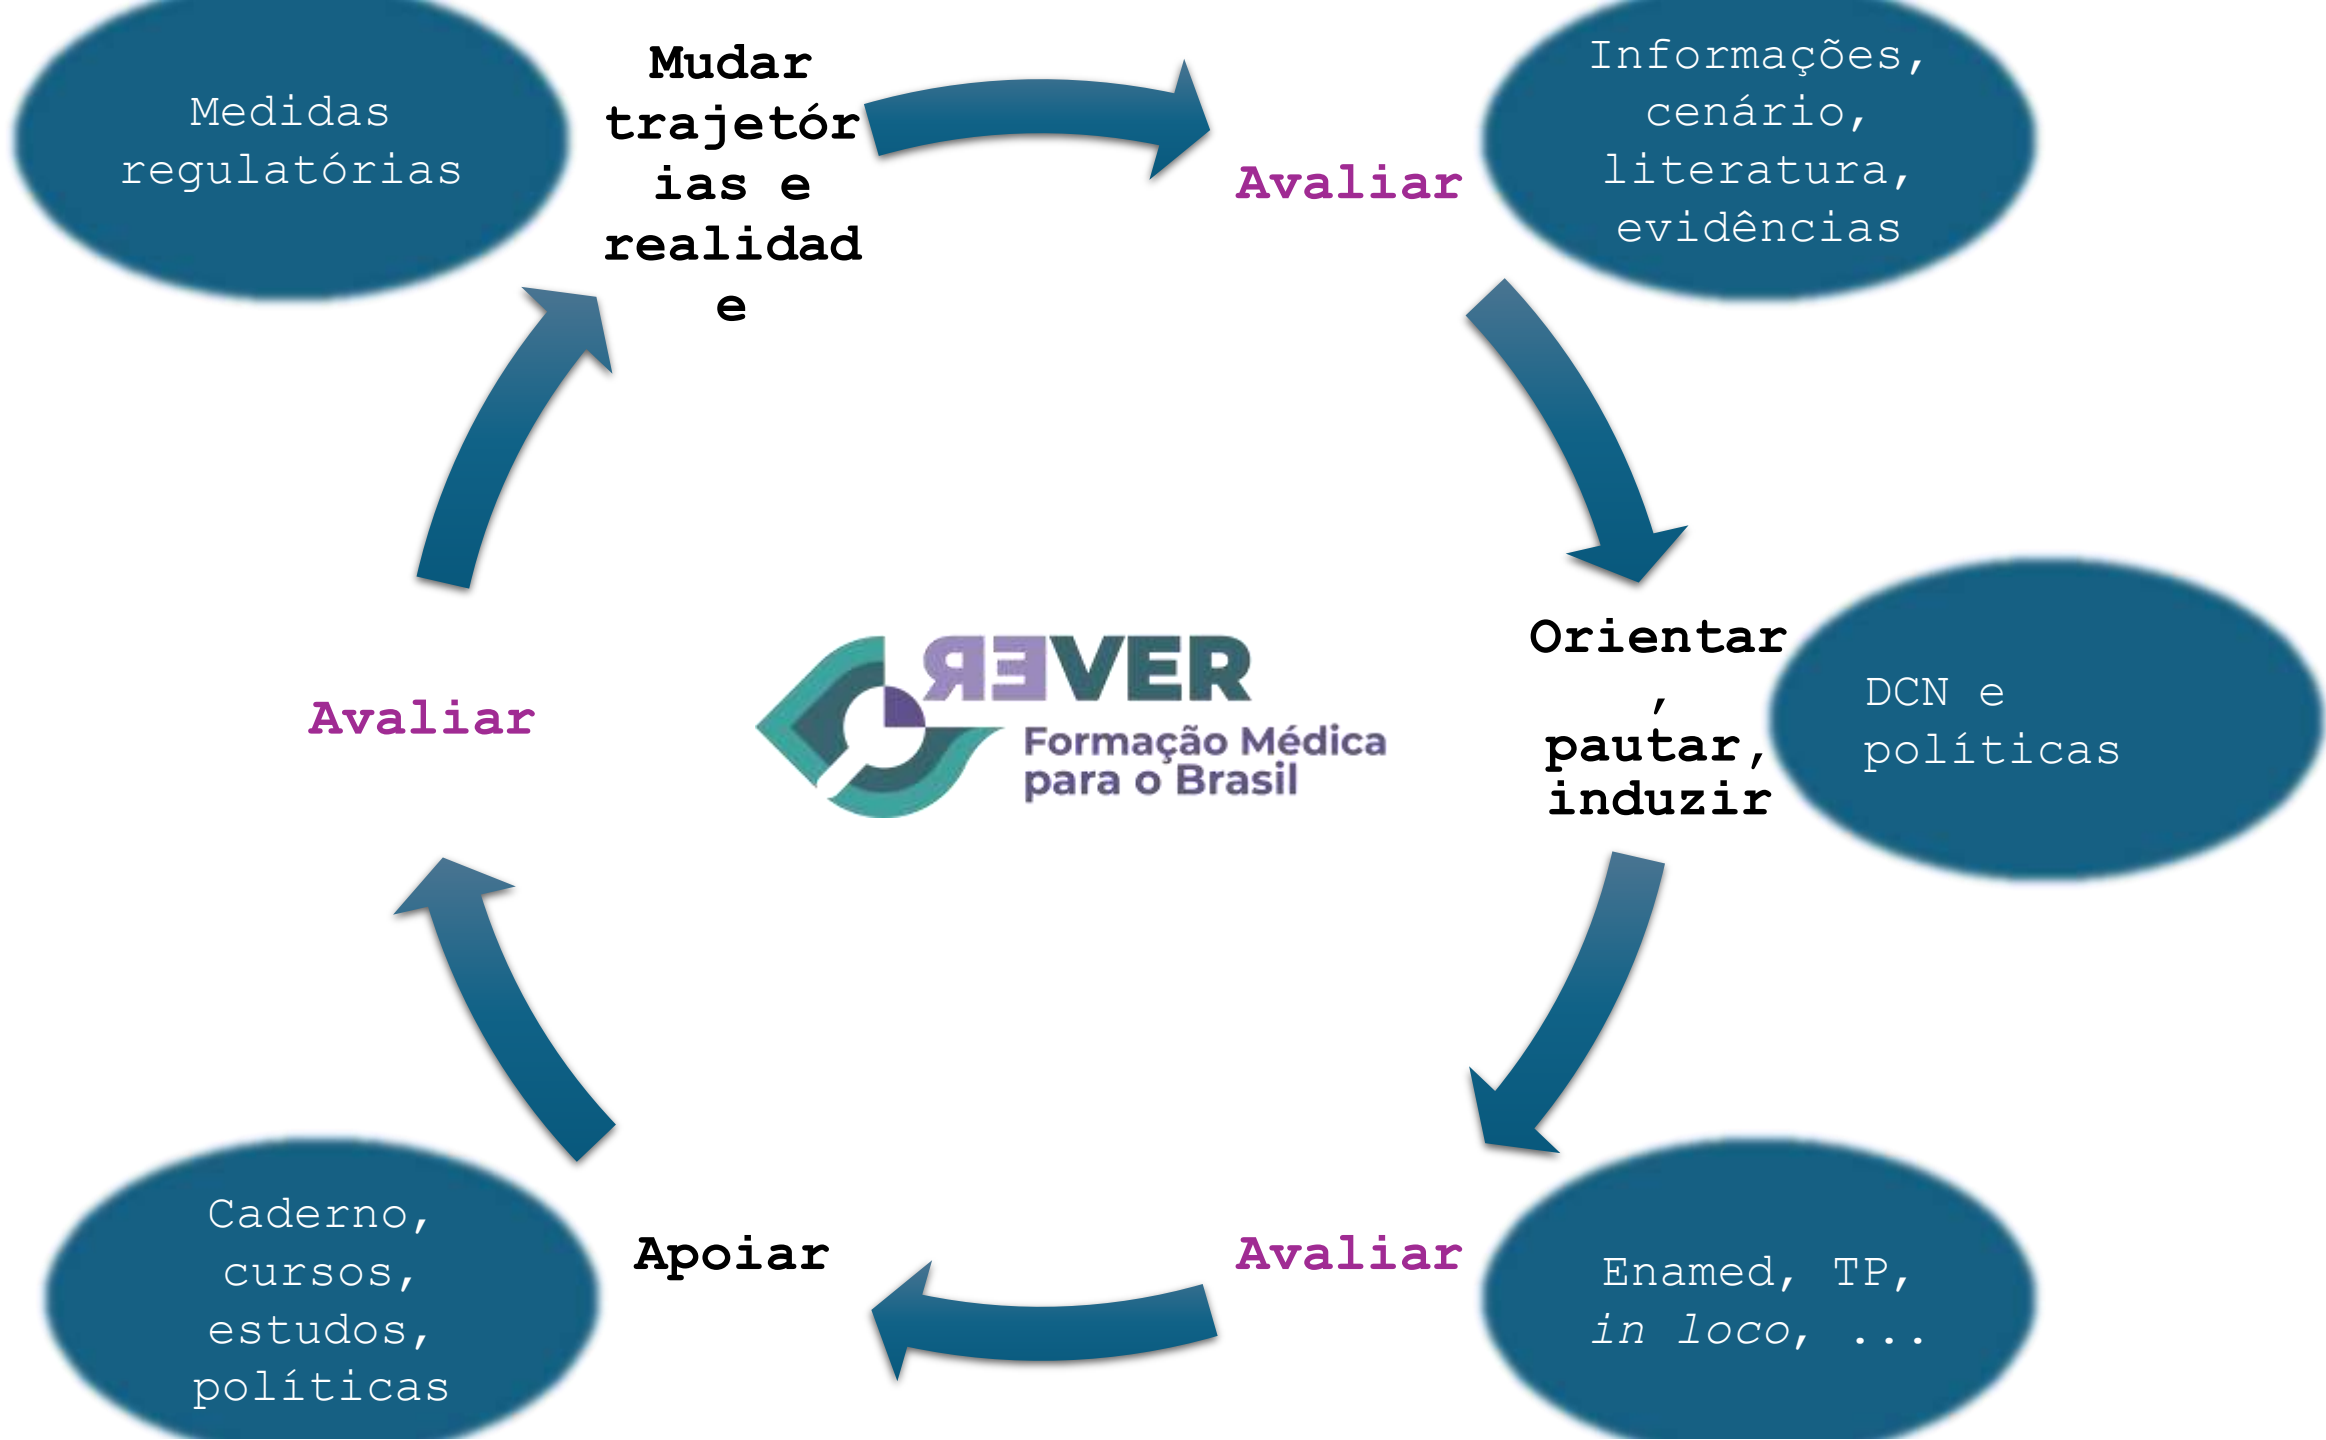 Medidas
regulatórias
Mudar
trajetór
ias e
realidad
e
Avaliar
Informações,
cenário,
literatura,
evidências
Orientar
,
pautar,
induzir
DCN e
políticas
Avaliar
Enamed, TP,
in loco, ...
Apoiar
Caderno,
cursos,
estudos,
políticas
Avaliar
REVER
Formação Médica
para o Brasil